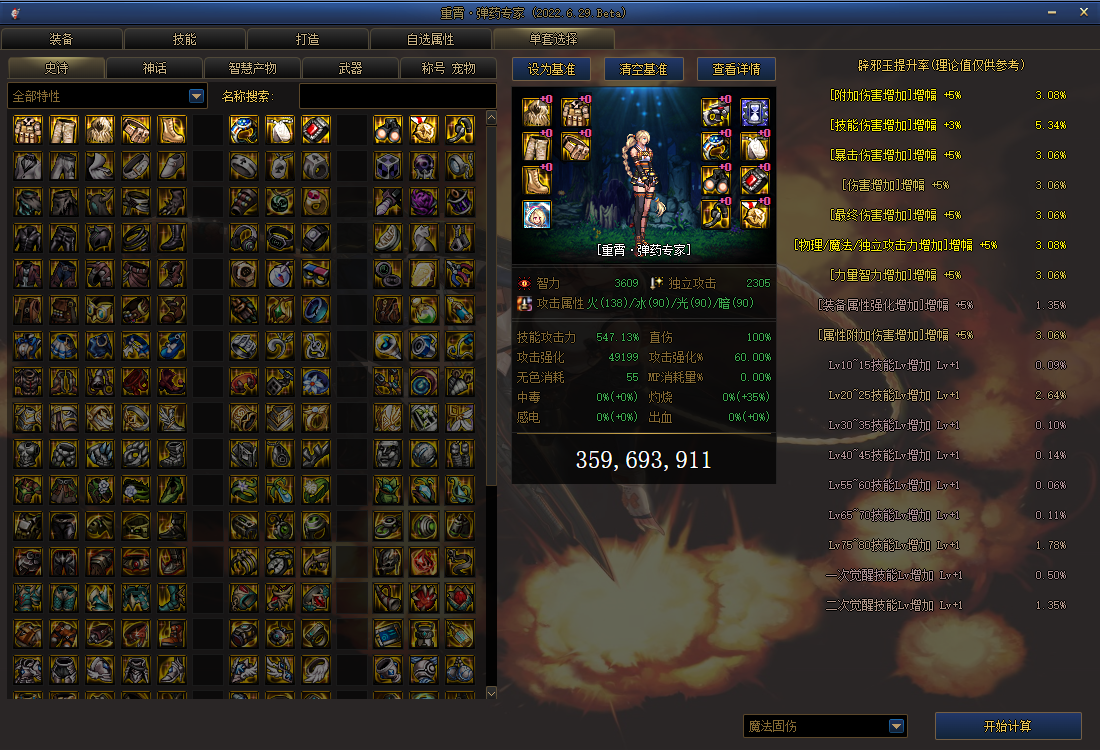 重霄·弹药专家 (2022.6.29.Beta)
装备 技能 打造 自选属性 单套选择
史诗 神话 智慧产物 武器 称号 宠物
全部特性 名称搜索:
设为基准 清空基准 查看详情
+0 +0 +0 +0
+0 +0 +0 +0
+0 +0 +0
+0 +0
[重霄·弹药专家]
智力 3609 独立攻击 2305
攻击属性 火(138)/冰(90)/光(90)/暗(90)
技能攻击力 547.13% 直伤 100%
攻击强化 49199 攻击强化% 60.00%
无色消耗 55 MP消耗量% 0.00%
中毒 0%(+0%) 灼烧 0%(+35%)
感电 0%(+0%) 出血 0%(+0%)
359,693,911
辟邪玉提升率(理论值仅供参考)
[附加伤害增加]增幅 +5% 3.08%
[技能伤害增加]增幅 +3% 5.34%
[暴击伤害增加]增幅 +5% 3.06%
[伤害增加]增幅 +5% 3.06%
[最终伤害增加]增幅 +5% 3.06%
[物理/魔法/独立攻击力增加]增幅 +5% 3.08%
[力量智力增加]增幅 +5% 3.06%
[装备属性强化增加]增幅 +5% 1.35%
[属性附加伤害增加]增幅 +5% 3.06%
Lv10~15技能Lv增加 Lv+1 0.09%
Lv20~25技能Lv增加 Lv+1 2.64%
Lv30~35技能Lv增加 Lv+1 0.10%
Lv40~45技能Lv增加 Lv+1 0.14%
Lv55~60技能Lv增加 Lv+1 0.06%
Lv65~70技能Lv增加 Lv+1 0.11%
Lv75~80技能Lv增加 Lv+1 1.78%
一次觉醒技能Lv增加 Lv+1 0.50%
二次觉醒技能Lv增加 Lv+1 1.35%
魔法固伤 开始计算